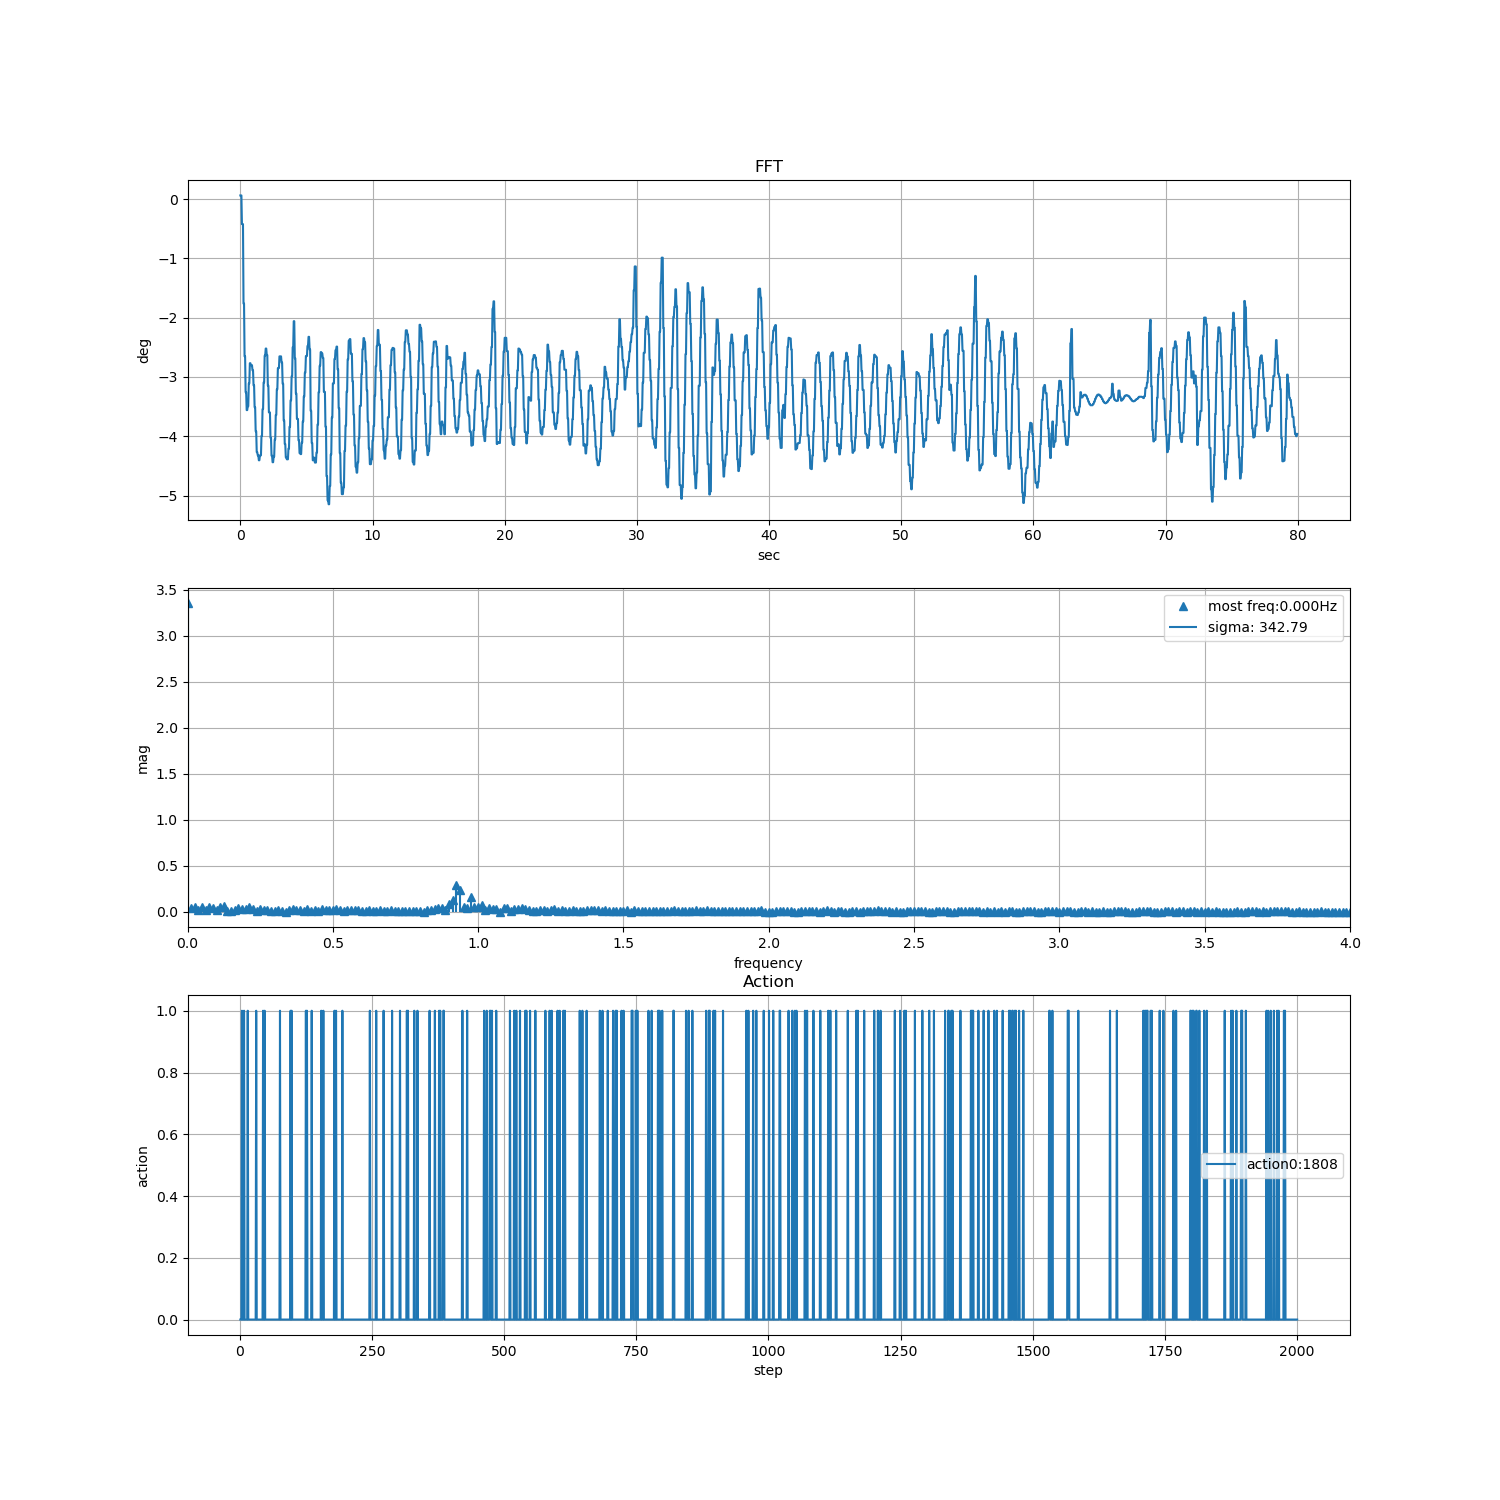 FFT
0
−1
−2
−3
−4
−5
deg
0 10 20 30 40 50 60 70 80
sec
3.5
3.0
2.5
2.0
1.5
1.0
0.5
0.0
mag
most freq:0.000Hz
sigma: 342.79
0.0 0.5 1.0 1.5 2.0 2.5 3.0 3.5 4.0
frequency
Action
1.0
0.8
0.6
0.4
0.2
0.0
action
action0:1808
0 250 500 750 1000 1250 1500 1750 2000
step